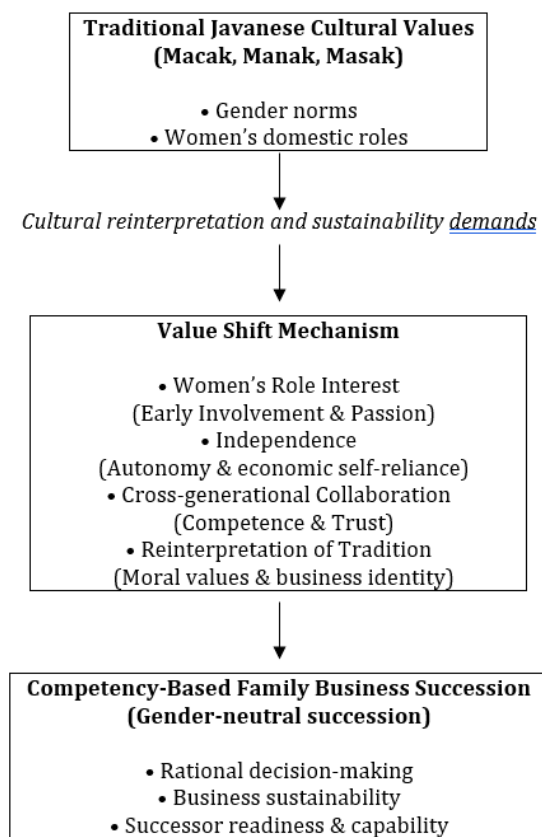 Traditional Javanese Cultural Values
(Macak, Manak, Masak)
• Gender norms
• Women's domestic roles
Cultural reinterpretation and sustainability demands
Value Shift Mechanism
• Women's Role Interest
(Early Involvement & Passion)
• Independence
(Autonomy & economic self-reliance)
• Cross-generational Collaboration
(Competence & Trust)
• Reinterpretation of Tradition
(Moral values & business identity)
Competency-Based Family Business Succession
(Gender-neutral succession)
• Rational decision-making
• Business sustainability
• Successor readiness & capability